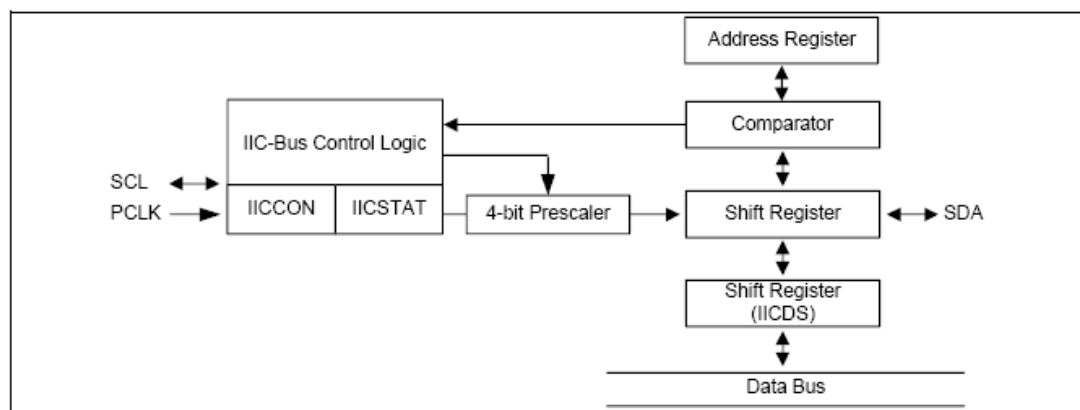 Address Register
Comparator
IIC-Bus Control Logic
SCL
PCLK
IICCON
IICSTAT
4-bit Prescaler
Shift Register
SDA
Shift Register
(IICDS)
Data Bus